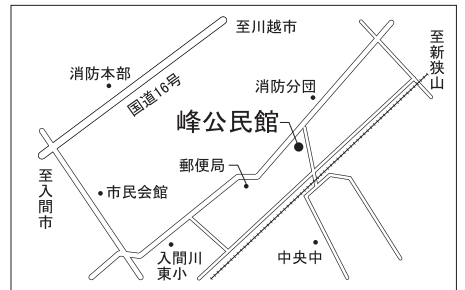 至川越市
至新狭山
消防本部
国道16号
消防分団
峰公民館
郵便局
至入間市
市民会館
入間川
東小
中央中